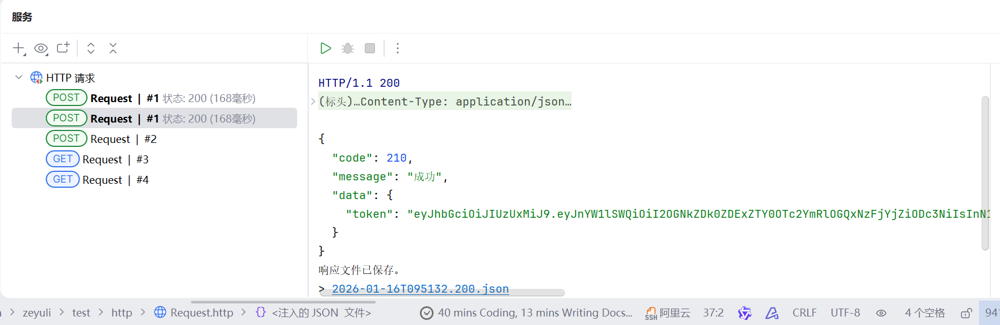 服务
HTTP 请求
POST Request | #1 状态: 200 (168毫秒)
POST Request | #1 状态: 200 (168毫秒)
POST Request | #2
GET Request | #3
GET Request | #4
HTTP/1.1 200
(标头)…Content-Type: application/json…
{
"code": 210,
"message": "成功",
"data": {
"token": "eyJhbGciOiJIUzUxMiJ9.eyJnYW1lSWQiOiI2OGNkZDk0ZDExZTY0OTc2YmRlOGQxNzFjYjZiODc3NiIsInN1
}
}
响应文件已保存。
> 2026-01-16T095132.200.json
zeyuli > test > http > Request.http > {} <注入的 JSON 文件> 40 mins Coding, 13 mins Writing Docs... SSH 阿里云 37:2 CRLF UTF-8 4 个空格 941